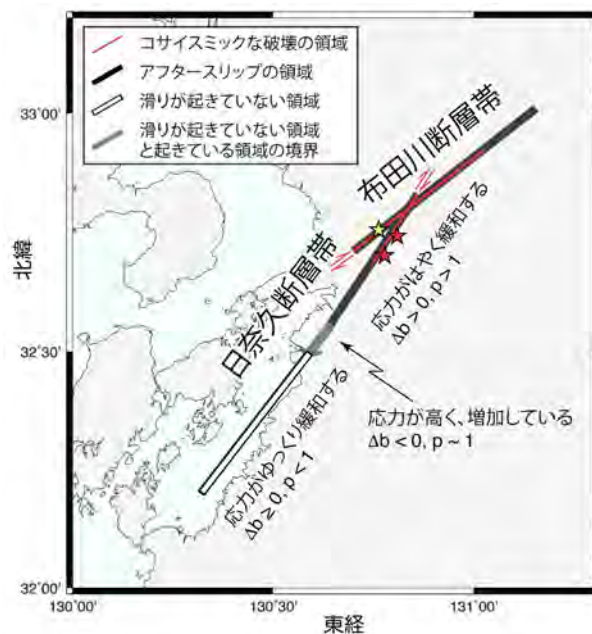 コサイスミックな破壊の領域
アフタースリップの領域
滑りが起きていない領域
滑りが起きていない領域
と起きている領域の境界
33˚00'
布田川断層帯
日奈久断層帯
応力がはやく緩和する
Δb > 0, p > 1
北緯
32˚30'
応力が高く、増加している
Δb < 0, p ~ 1
応力がゆっくり緩和する
Δb ≥ 0, p < 1
32˚00'
130˚00'
130˚30'
131˚00'
東経